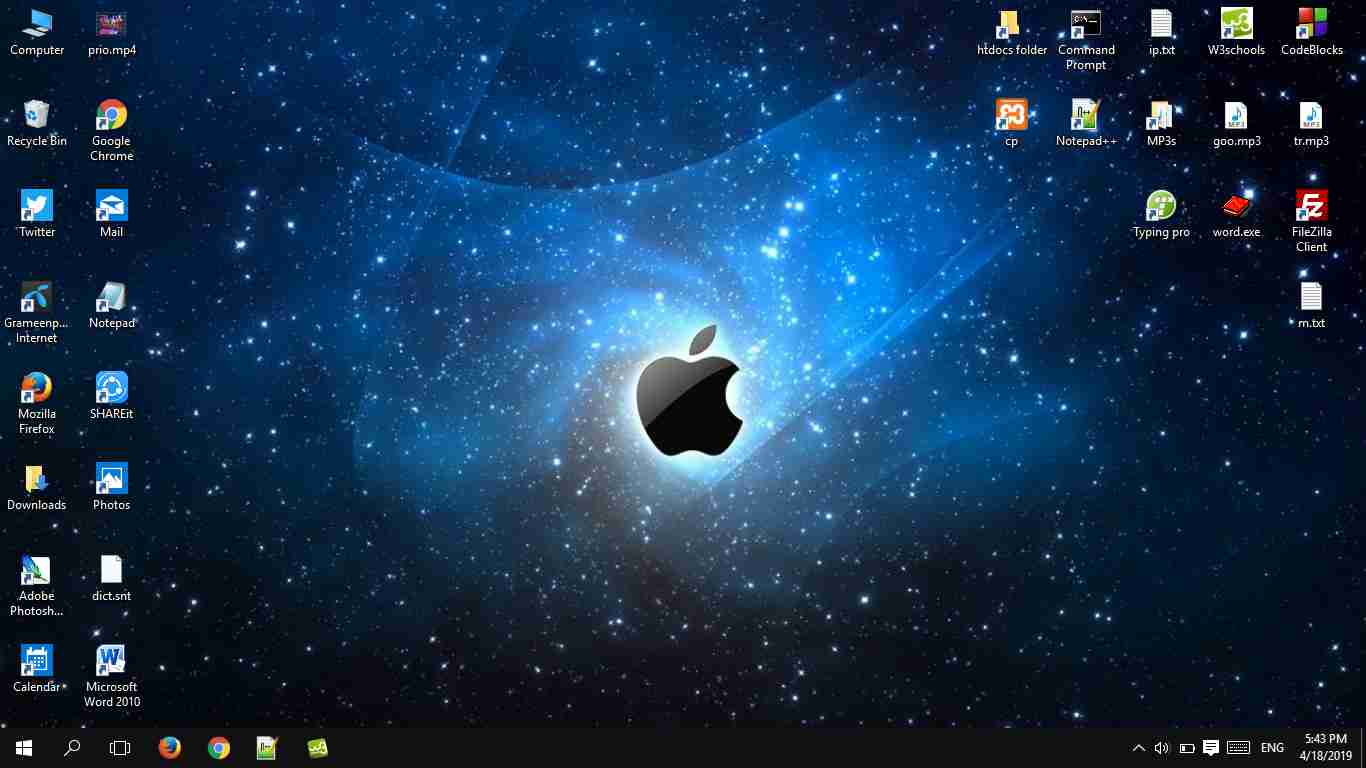 Computer
prio.mp4
htdocs folder
Command
Prompt
ip.txt
W3schools
CodeBlocks
Recycle Bin
Google
Chrome
cp
Notepad++
MP3s
goo.mp3
tr.mp3
Twitter
Mail
Typing pro
word.exe
FileZilla
Client
Grameenp...
Internet
Notepad
m.txt
Mozilla
Firefox
SHAREit
Downloads
Photos
Adobe
Photosh...
dict.snt
Calendar
Microsoft
Word 2010
ENG
5:43 PM
4/18/2019